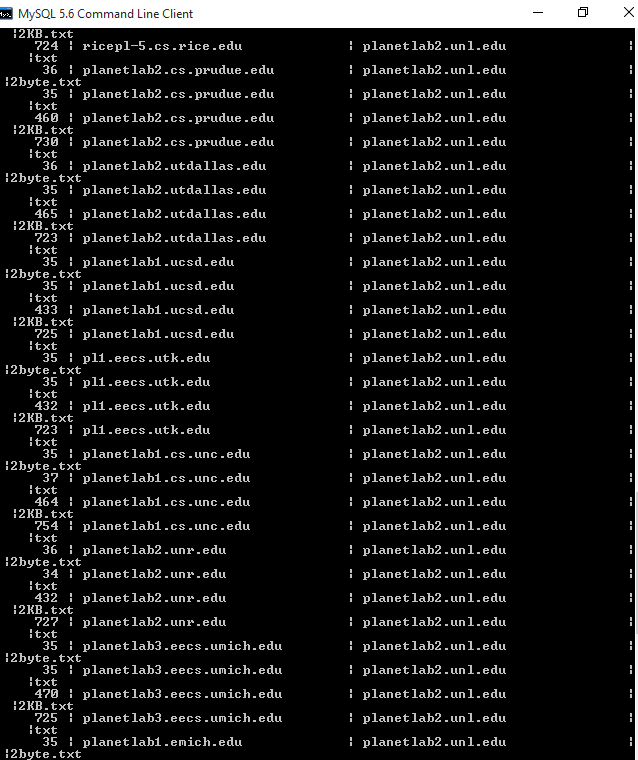 MySQL 5.6 Command Line Client
¦2KB.txt
724 ¦ ricepl-5.cs.rice.edu ¦ planetlab2.unl.edu ¦
¦txt
36 ¦ planetlab2.cs.prudue.edu ¦ planetlab2.unl.edu ¦
¦2byte.txt
35 ¦ planetlab2.cs.prudue.edu ¦ planetlab2.unl.edu ¦
¦txt
460 ¦ planetlab2.cs.prudue.edu ¦ planetlab2.unl.edu ¦
¦2KB.txt
730 ¦ planetlab2.cs.prudue.edu ¦ planetlab2.unl.edu ¦
¦txt
36 ¦ planetlab2.utdallas.edu ¦ planetlab2.unl.edu ¦
¦2byte.txt
35 ¦ planetlab2.utdallas.edu ¦ planetlab2.unl.edu ¦
¦txt
465 ¦ planetlab2.utdallas.edu ¦ planetlab2.unl.edu ¦
¦2KB.txt
723 ¦ planetlab2.utdallas.edu ¦ planetlab2.unl.edu ¦
¦txt
35 ¦ planetlab1.ucsd.edu ¦ planetlab2.unl.edu ¦
¦2byte.txt
35 ¦ planetlab1.ucsd.edu ¦ planetlab2.unl.edu ¦
¦txt
433 ¦ planetlab1.ucsd.edu ¦ planetlab2.unl.edu ¦
¦2KB.txt
725 ¦ planetlab1.ucsd.edu ¦ planetlab2.unl.edu ¦
¦txt
35 ¦ pl1.eecs.utk.edu ¦ planetlab2.unl.edu ¦
¦2byte.txt
35 ¦ pl1.eecs.utk.edu ¦ planetlab2.unl.edu ¦
¦txt
432 ¦ pl1.eecs.utk.edu ¦ planetlab2.unl.edu ¦
¦2KB.txt
723 ¦ pl1.eecs.utk.edu ¦ planetlab2.unl.edu ¦
¦txt
35 ¦ planetlab1.cs.unc.edu ¦ planetlab2.unl.edu ¦
¦2byte.txt
37 ¦ planetlab1.cs.unc.edu ¦ planetlab2.unl.edu ¦
¦txt
464 ¦ planetlab1.cs.unc.edu ¦ planetlab2.unl.edu ¦
¦2KB.txt
754 ¦ planetlab1.cs.unc.edu ¦ planetlab2.unl.edu ¦
¦txt
36 ¦ planetlab2.unr.edu ¦ planetlab2.unl.edu ¦
¦2byte.txt
34 ¦ planetlab2.unr.edu ¦ planetlab2.unl.edu ¦
¦txt
432 ¦ planetlab2.unr.edu ¦ planetlab2.unl.edu ¦
¦2KB.txt
727 ¦ planetlab2.unr.edu ¦ planetlab2.unl.edu ¦
¦txt
35 ¦ planetlab3.eecs.umich.edu ¦ planetlab2.unl.edu ¦
¦2byte.txt
35 ¦ planetlab3.eecs.umich.edu ¦ planetlab2.unl.edu ¦
¦txt
470 ¦ planetlab3.eecs.umich.edu ¦ planetlab2.unl.edu ¦
¦2KB.txt
725 ¦ planetlab3.eecs.umich.edu ¦ planetlab2.unl.edu ¦
¦txt
35 ¦ planetlab1.emich.edu ¦ planetlab2.unl.edu ¦
¦2byte.txt